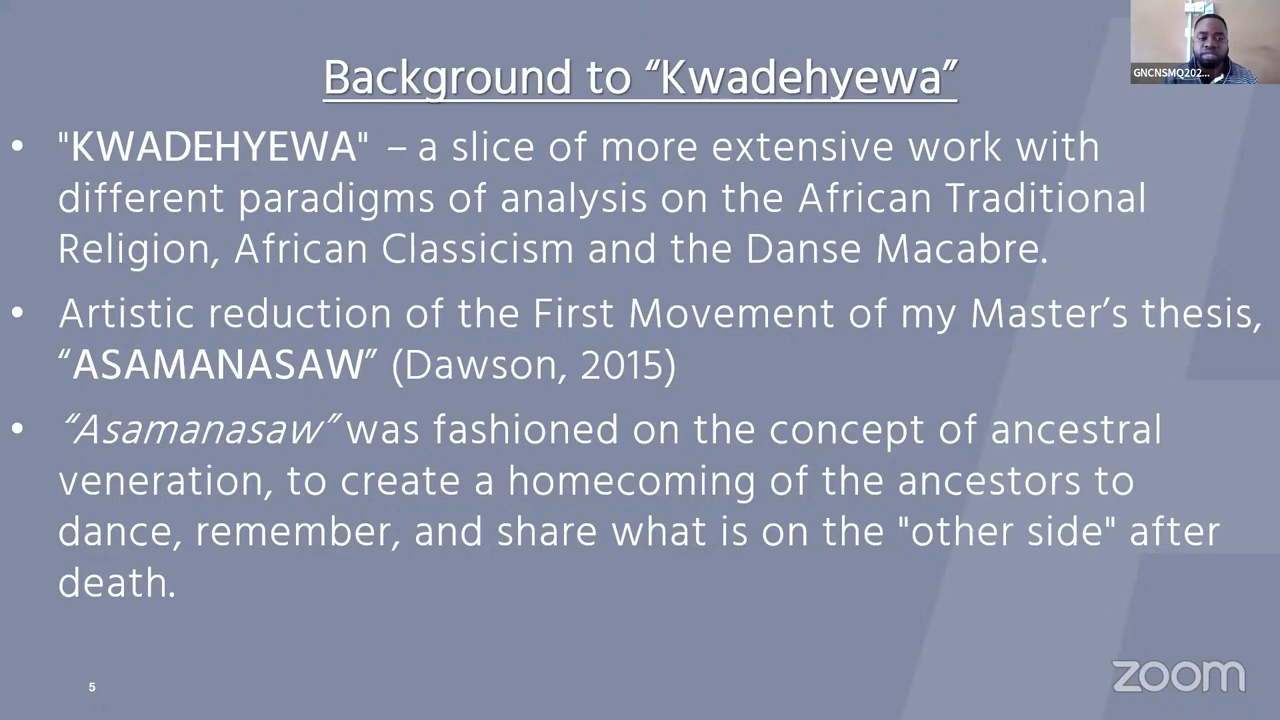 Background to “Kwadehyewa”
GNCNSMQ202...
• "KWADEHYEWA" – a slice of more extensive work with
different paradigms of analysis on the African Traditional
Religion, African Classicism and the Danse Macabre.
• Artistic reduction of the First Movement of my Master’s thesis,
“ASAMANASAW” (Dawson, 2015)
• “Asamanasaw” was fashioned on the concept of ancestral
veneration, to create a homecoming of the ancestors to
dance, remember, and share what is on the "other side" after
death.
5
zoom